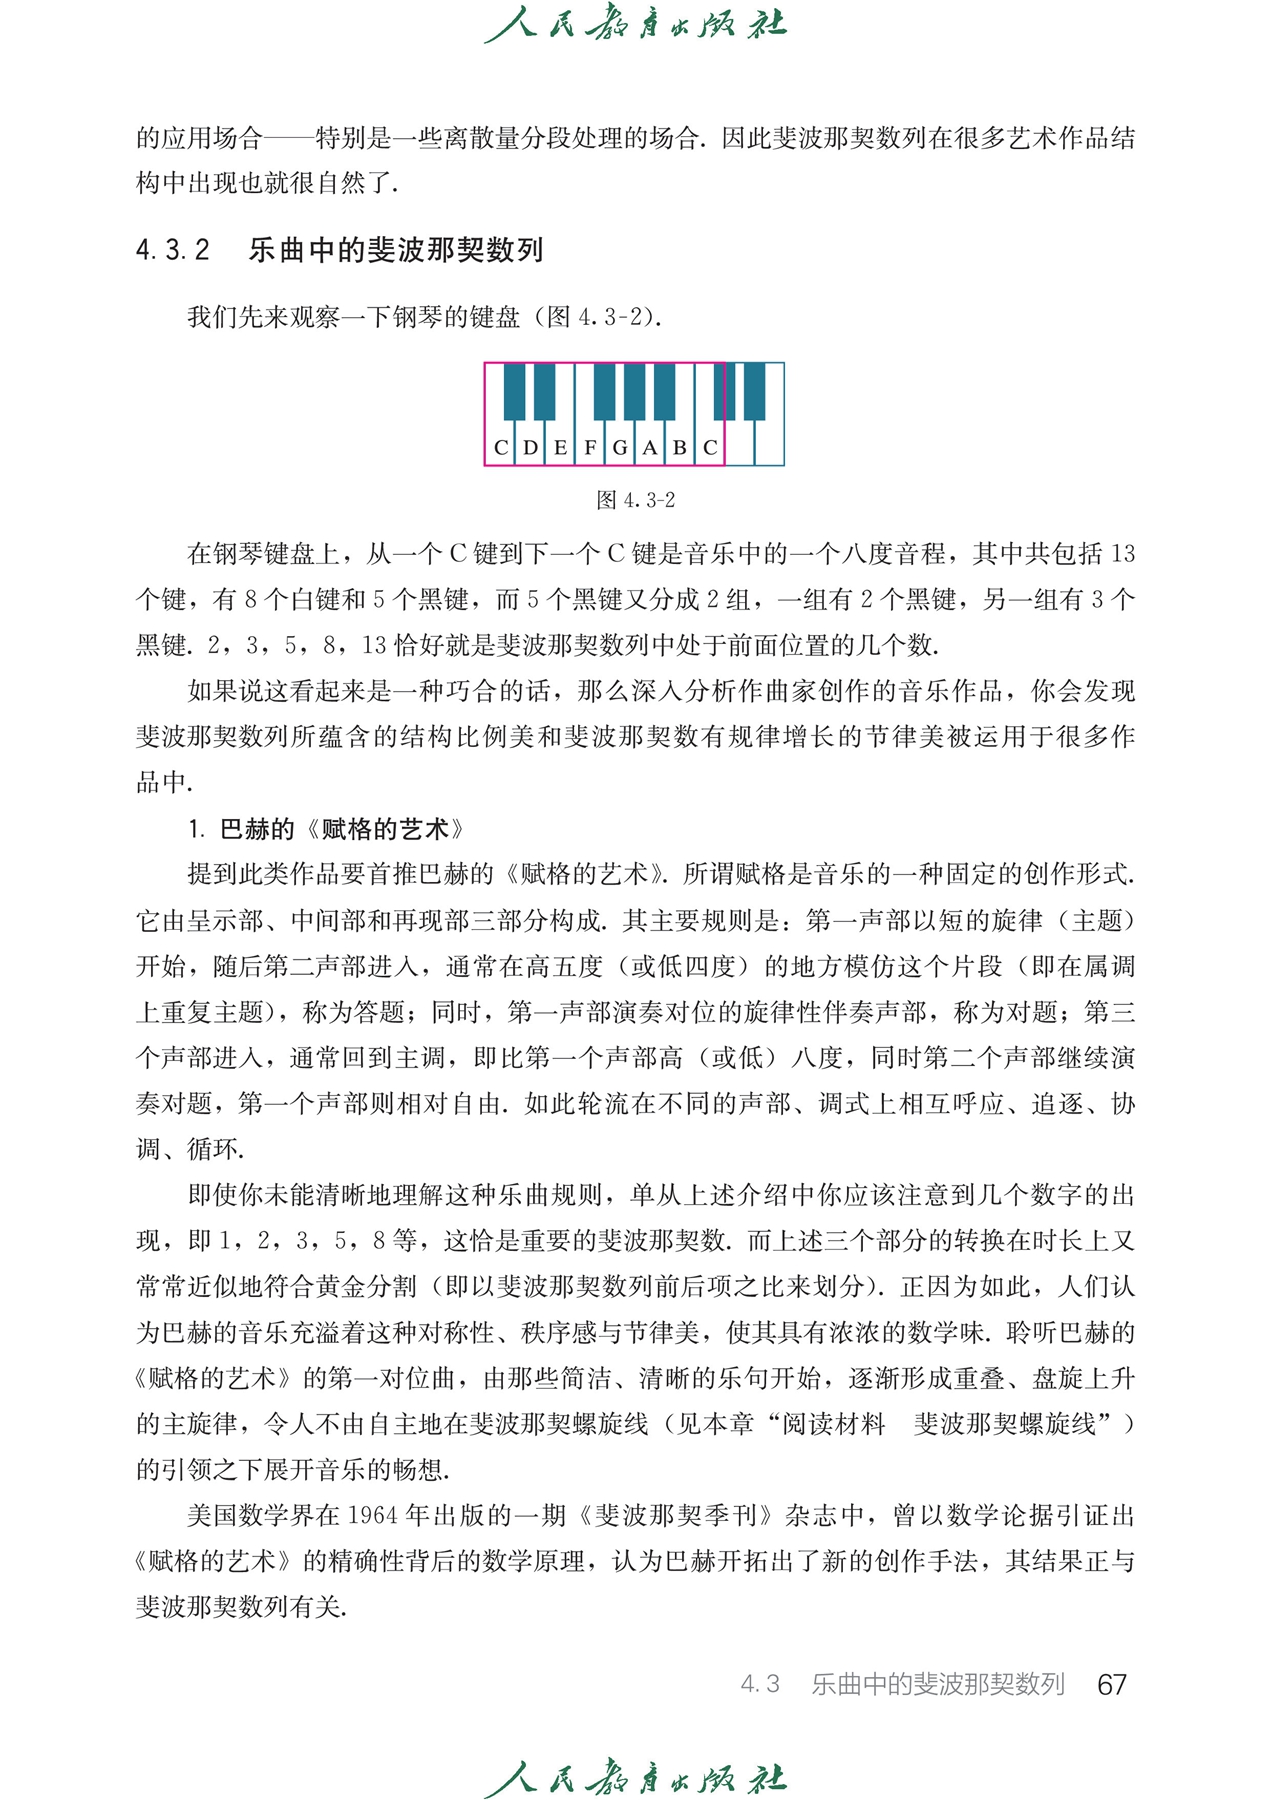 人民教育出版社
的应用场合——特别是一些离散量分段处理的场合. 因此斐波那契数列在很多艺术作品结
构中出现也就很自然了.
4.3.2 乐曲中的斐波那契数列
我们先来观察一下钢琴的键盘（图 4.3-2）.
C D E F G A B C
图 4.3-2
在钢琴键盘上，从一个 C 键到下一个 C 键是音乐中的一个八度音程，其中共包括 13
个键，有 8 个白键和 5 个黑键，而 5 个黑键又分成 2 组，一组有 2 个黑键，另一组有 3 个
黑键. 2，3，5，8，13 恰好就是斐波那契数列中处于前面位置的几个数.
如果说这看起来是一种巧合的话，那么深入分析作曲家创作的音乐作品，你会发现
斐波那契数列所蕴含的结构比例美和斐波那契数有规律增长的节律美被运用于很多作
品中.
1. 巴赫的《赋格的艺术》
提到此类作品要首推巴赫的《赋格的艺术》. 所谓赋格是音乐的一种固定的创作形式.
它由呈示部、中间部和再现部三部分构成. 其主要规则是：第一声部以短的旋律（主题）
开始，随后第二声部进入，通常在高五度（或低四度）的地方模仿这个片段（即在属调
上重复主题），称为答题；同时，第一声部演奏对位的旋律性伴奏声部，称为对题；第三
个声部进入，通常回到主调，即比第一个声部高（或低）八度，同时第二个声部继续演
奏对题，第一个声部则相对自由. 如此轮流在不同的声部、调式上相互呼应、追逐、协
调、循环.
即使你未能清晰地理解这种乐曲规则，单从上述介绍中你应该注意到几个数字的出
现，即 1，2，3，5，8 等，这恰是重要的斐波那契数. 而上述三个部分的转换在时长上又
常常近似地符合黄金分割（即以斐波那契数列前后项之比来划分）. 正因为如此，人们认
为巴赫的音乐充溢着这种对称性、秩序感与节律美，使其具有浓浓的数学味. 聆听巴赫的
《赋格的艺术》的第一对位曲，由那些简洁、清晰的乐句开始，逐渐形成重叠、盘旋上升
的主旋律，令人不由自主地在斐波那契螺旋线（见本章“阅读材料　斐波那契螺旋线”）
的引领之下展开音乐的畅想.
美国数学界在 1964 年出版的一期《斐波那契季刊》杂志中，曾以数学论据引证出
《赋格的艺术》的精确性背后的数学原理，认为巴赫开拓出了新的创作手法，其结果正与
斐波那契数列有关.
4.3 乐曲中的斐波那契数列 67
人民教育出版社